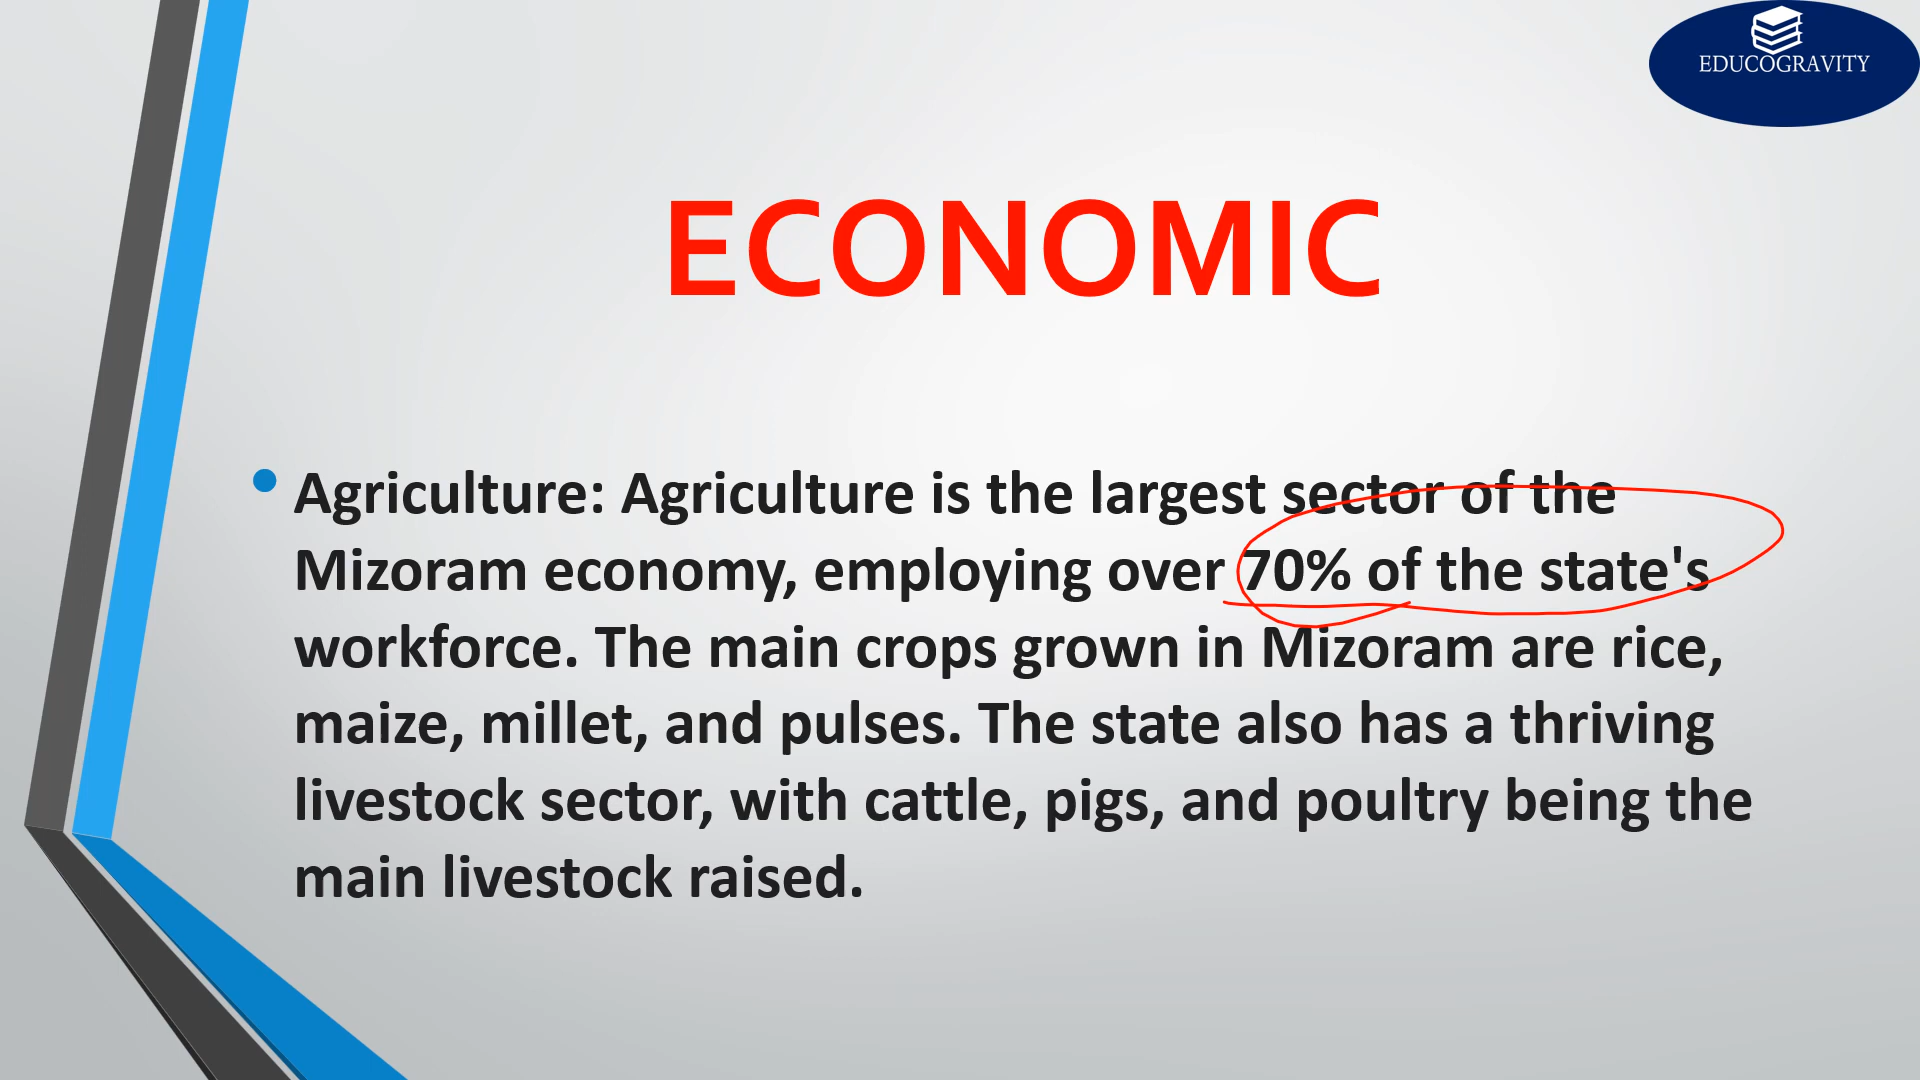 EDUCOGRAVITY
ECONOMIC
• Agriculture: Agriculture is the largest sector of the
Mizoram economy, employing over 70% of the state's
workforce. The main crops grown in Mizoram are rice,
maize, millet, and pulses. The state also has a thriving
livestock sector, with cattle, pigs, and poultry being the
main livestock raised.